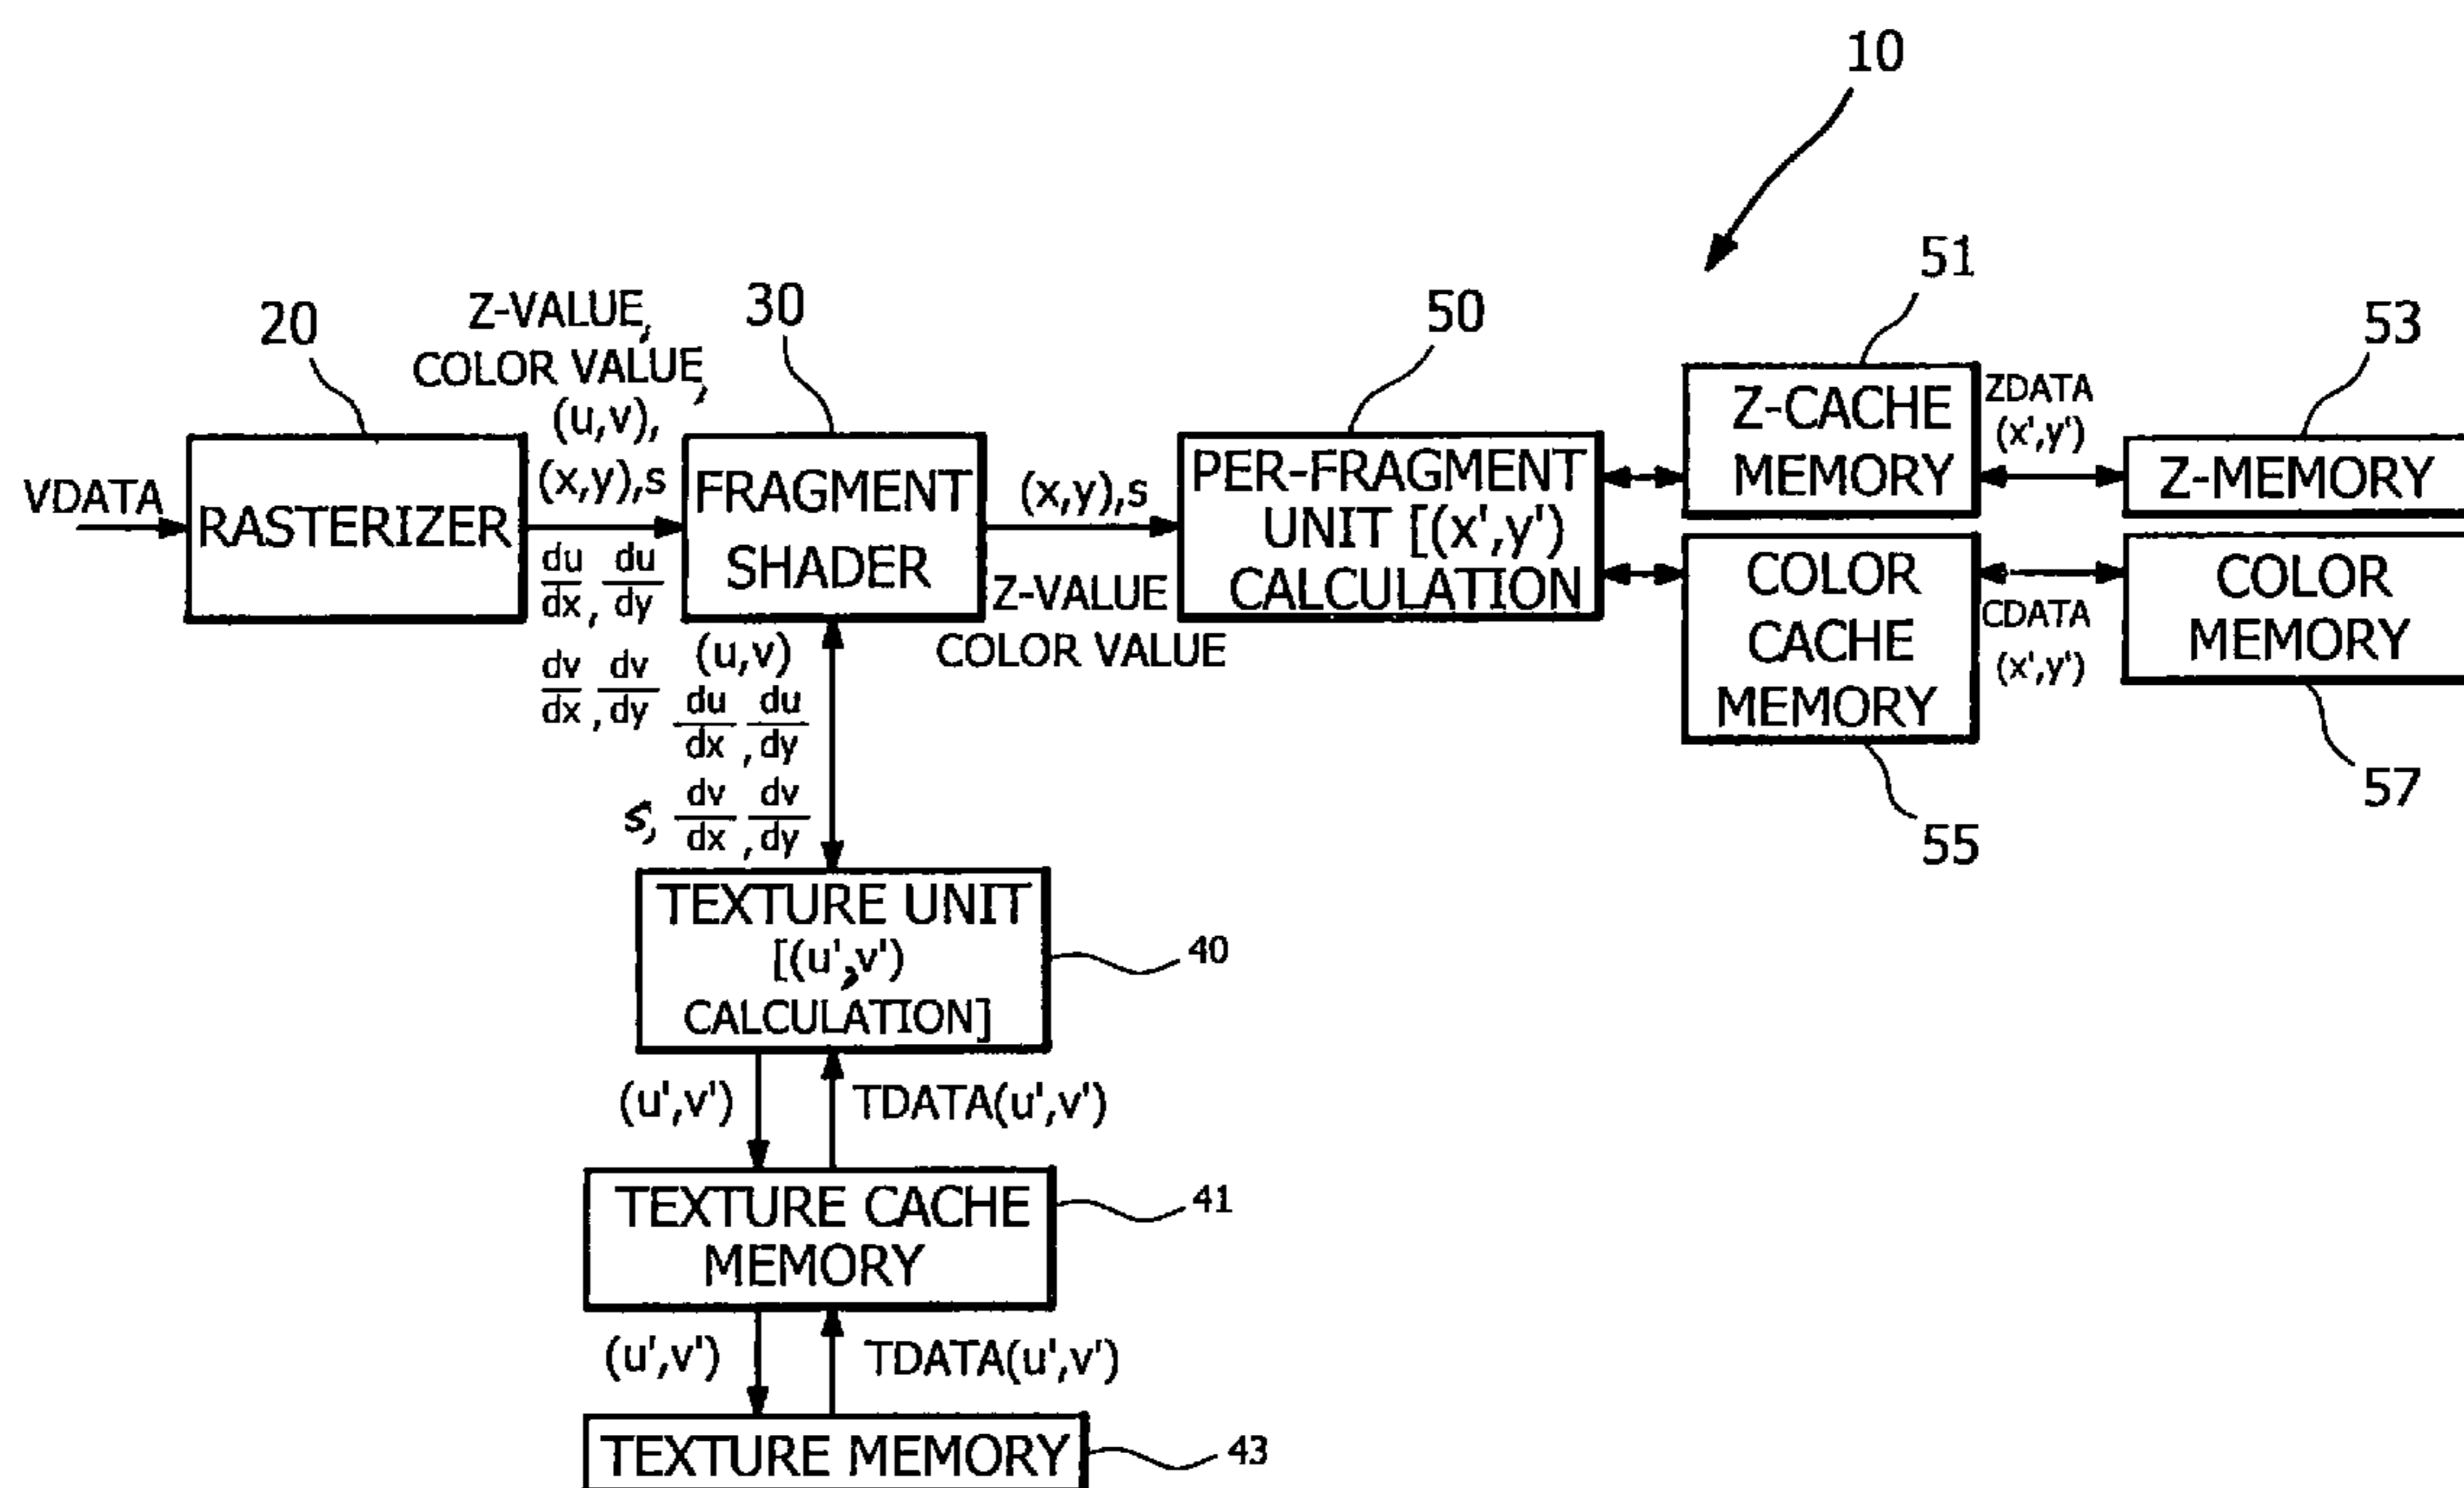 10
20
Z-VALUE,
COLOR VALUE,
(u,v),
(x,y),s
30
50
51
53
VDATA
RASTERIZER
du/dx, du/dy
dv/dx, dv/dy
FRAGMENT
SHADER
(x,y),s
Z-VALUE
COLOR VALUE
PER-FRAGMENT
UNIT [(x',y')
CALCULATION
Z-CACHE
MEMORY
ZDATA
(x',y')
Z-MEMORY
COLOR
CACHE
MEMORY
CDATA
(x',y')
COLOR
MEMORY
55
57
(u,v)
du/dx, du/dy
s, dv/dx, dv/dy
TEXTURE UNIT
[(u',v')
CALCULATION]
40
(u',v')
TDATA(u',v')
TEXTURE CACHE
MEMORY
41
(u',v')
TDATA(u',v')
TEXTURE MEMORY
43